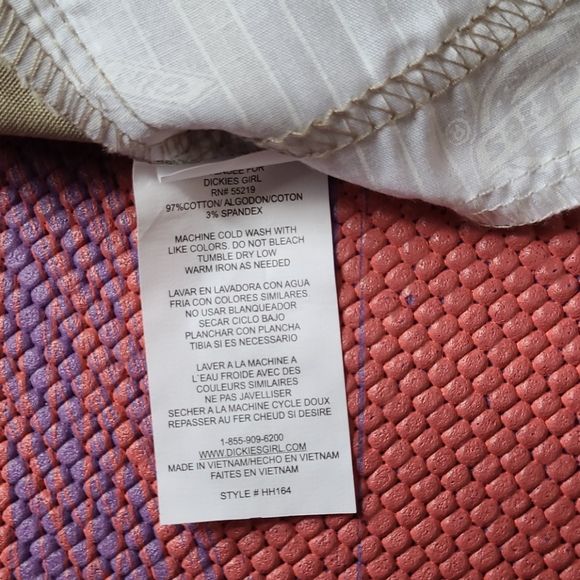 FOR
DICKIES GIRL
RN# 55219
97%COTTON/ ALGODON/COTON
3% SPANDEX
MACHINE COLD WASH WITH
LIKE COLORS. DO NOT BLEACH
TUMBLE DRY LOW
WARM IRON AS NEEDED
LAVAR EN LAVADORA CON AGUA
FRIA CON COLORES SIMILARES
NO USAR BLANQUEADOR
SECAR CICLO BAJO
PLANCHAR CON PLANCHA
TIBIA SI ES NECESSARIO
LAVER A LA MACHINE A
L'EAU FROIDE AVEC DES
COULEURS SIMILAIRES
NE PAS JAVELLISER
SECHER A LA MACHINE CYCLE DOUX
REPASSER AU FER CHEUD SI DESIRE
1-855-909-6200
WWW.DICKIESGIRL.COM
MADE IN VIETNAM/HECHO EN VIETNAM
FAITES EN VIETNAM
STYLE # HH164